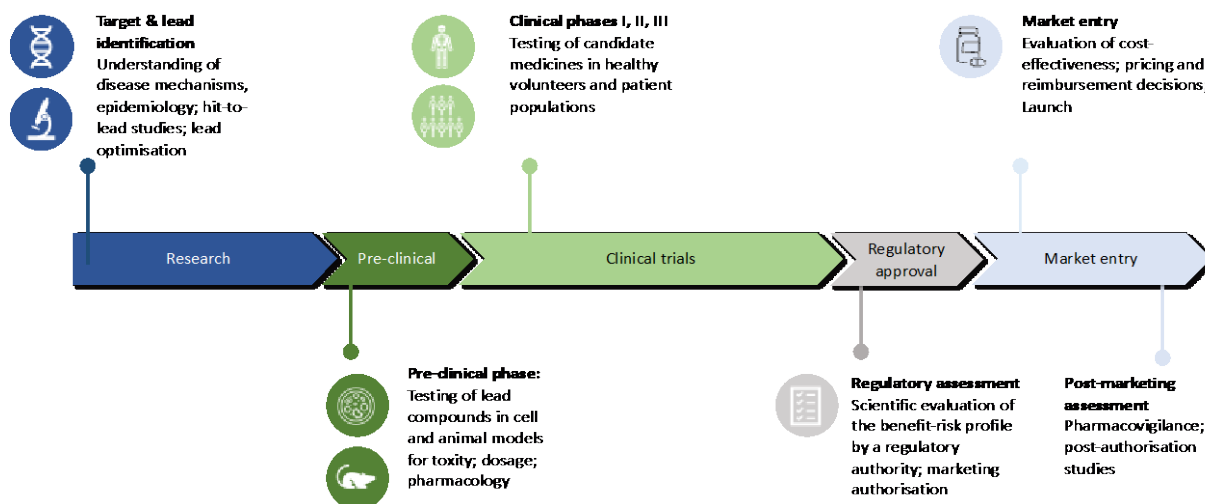 Target & lead
identification
Understanding of
disease mechanisms,
epidemiology; hit-to-
lead studies; lead
optimisation
Clinical phases I, II, III
Testing of candidate
medicines in healthy
volunteers and patient
populations
Market entry
Evaluation of cost-
effectiveness; pricing and
reimbursement decisions;
Launch
Research
Pre-clinical
Clinical trials
Regulatory
approval
Market entry
Pre-clinical phase:
Testing of lead
compounds in cell
and animal models
for toxity; dosage;
pharmacology
Regulatory assessment
Scientific evaluation of
the benefit-risk profile
by a regulatory
authority; marketing
authorisation
Post-marketing
assessment
Pharmacovigilance;
post-authorisation
studies